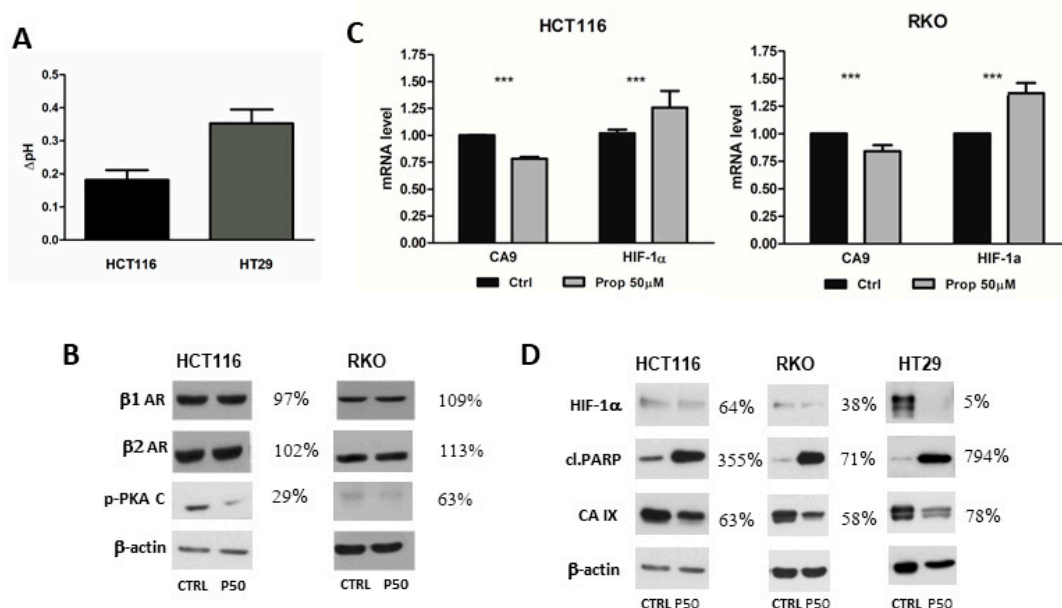 A
0.5
0.4
0.3
0.2
0.1
0.0
ΔpH
HCT116
HT29
C
HCT116
mRNA level
1.50
1.25
1.00
0.75
0.50
0.25
0.00
***
***
CA9
HIF-1α
Ctrl
Prop 50μM
RKO
mRNA level
1.50
1.25
1.00
0.75
0.50
0.25
0.00
***
***
CA9
HIF-1a
Ctrl
Prop 50μM
B
HCT116
RKO
β1 AR
97%
109%
β2 AR
102%
113%
p-PKA C
29%
63%
β-actin
CTRL P50
CTRL P50
D
HCT116
RKO
HT29
HIF-1α
64%
38%
5%
cl.PARP
355%
71%
794%
CA IX
63%
58%
78%
β-actin
CTRL P50
CTRL P50
CTRL P50